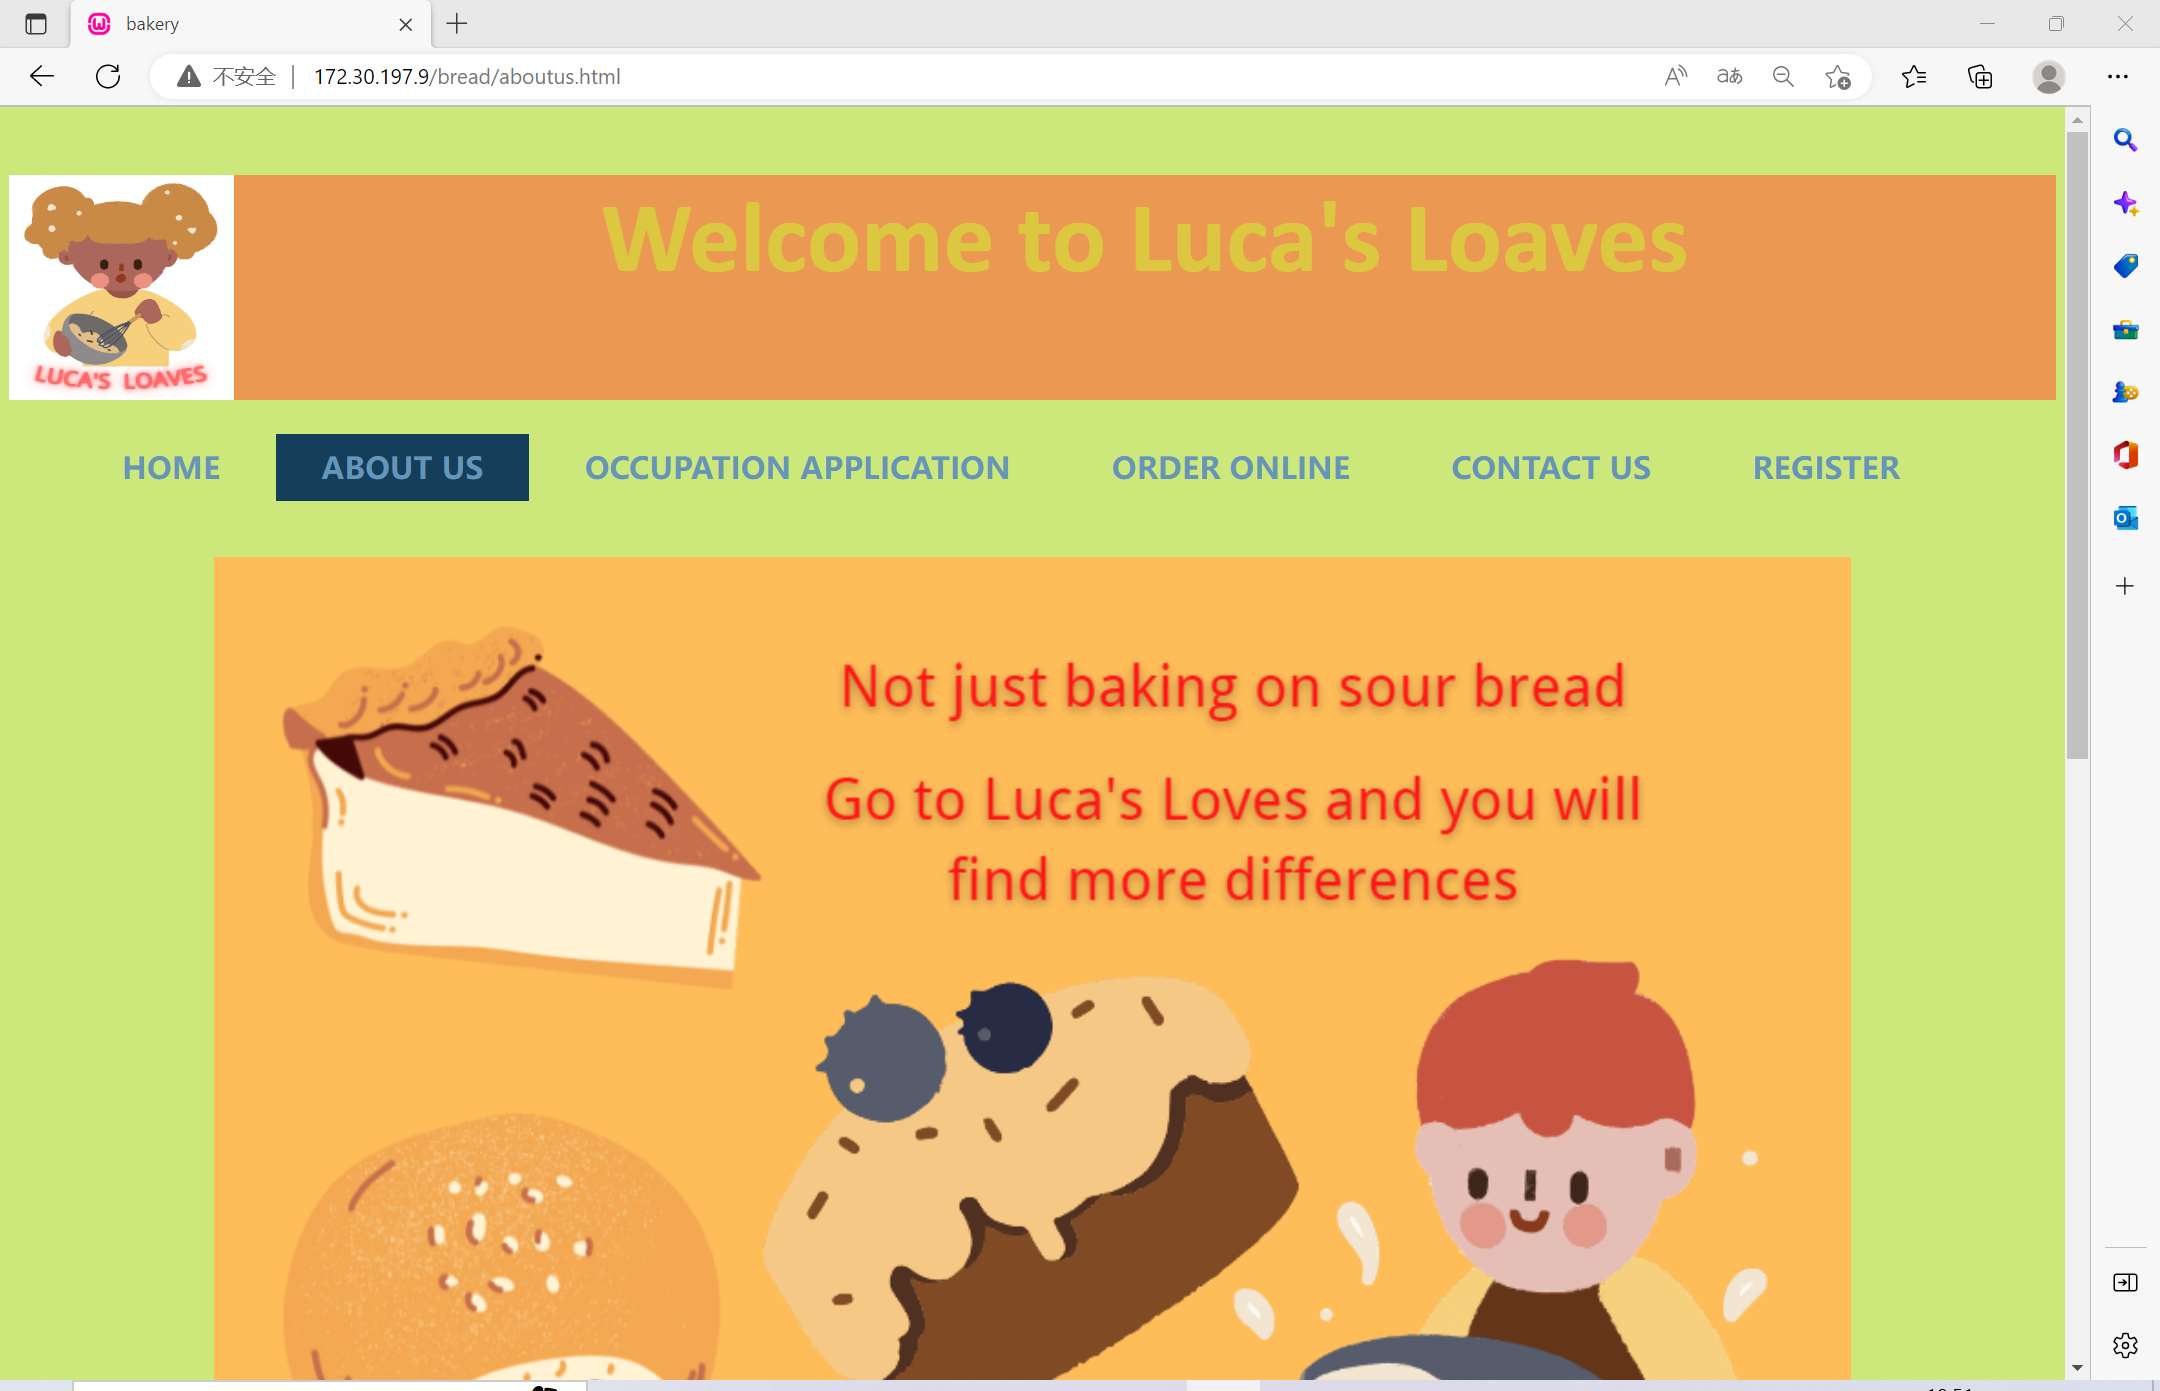 bakery
不安全
172.30.197.9/bread/aboutus.html
Welcome to Luca's Loaves
LUCA'S LOAVES
HOME
ABOUT US
OCCUPATION APPLICATION
ORDER ONLINE
CONTACT US
REGISTER
Not just baking on sour bread
Go to Luca's Loves and you will
find more differences